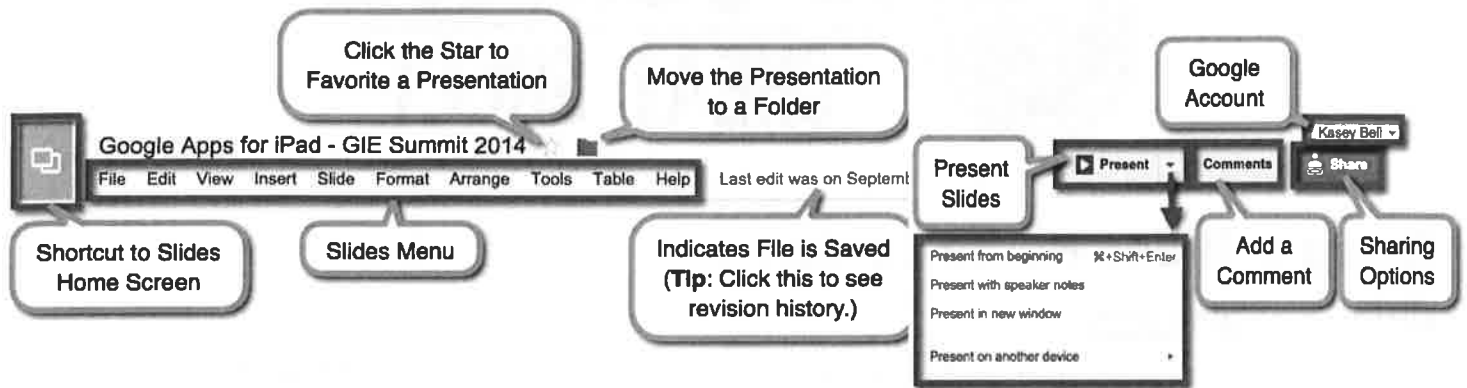 Click the Star to
Favorite a Presentation
Move the Presentation
to a Folder
Google
Account
Kasey Bell
Google Apps for iPad - GIE Summit 2014
File Edit View Insert Slide Format Arrange Tools Table Help
Last edit was on Septemb
Present
Slides
Present
Comments
Share
Shortcut to Slides
Home Screen
Slides Menu
Indicates File is Saved
(Tip: Click this to see
revision history.)
Add a
Comment
Sharing
Options
Present from beginning ⌘+Shift+Enter
Present with speaker notes
Present in new window
Present on another device